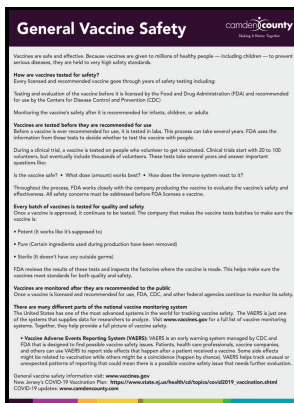 General Vaccine Safety
camdencounty
Making It Better, Together.
Vaccines are safe and effective. Because vaccines are given to millions of healthy people — including children — to prevent
serious diseases, they are held to very high safety standards.
How are vaccines tested for safety?
Every licensed and recommended vaccine goes through years of safety testing including:
Testing and evaluation of the vaccine before it is licensed by the Food and Drug Administration (FDA) and recommended
for use by the Centers for Disease Control and Prevention (CDC)
Monitoring the vaccine's safety after it is recommended for infants, children, or adults
Vaccines are tested before they are recommended for use
Before a vaccine is ever recommended for use, it is tested in labs. This process can take several years. FDA uses the
information from these tests to decide whether to test the vaccine with people.
During a clinical trial, a vaccine is tested on people who volunteer to get vaccinated. Clinical trials start with 20 to 100
volunteers, but eventually include thousands of volunteers. These tests take several years and answer important
questions like:
Is the vaccine safe? • What dose (amount) works best? • How does the immune system react to it?
Throughout the process, FDA works closely with the company producing the vaccine to evaluate the vaccine's safety and
effectiveness. All safety concerns must be addressed before FDA licenses a vaccine.
Every batch of vaccines is tested for quality and safety
Once a vaccine is approved, it continues to be tested. The company that makes the vaccine tests batches to make sure the
vaccine is:
• Potent (It works like it's supposed to)
• Pure (Certain ingredients used during production have been removed)
• Sterile (It doesn't have any outside germs)
FDA reviews the results of these tests and inspects the factories where the vaccine is made. This helps make sure the
vaccines meet standards for both quality and safety.
Vaccines are monitored after they are recommended to the public
Once a vaccine is licensed and recommended for use, FDA, CDC, and other federal agencies continue to monitor its safety.
There are many different parts of the national vaccine monitoring system
The United States has one of the most advanced systems in the world for tracking vaccine safety. The VAERS is just one
of the systems that supplies data for researchers to analyze. Visit www.vaccines.gov for a full list of vaccine monitoring
systems. Together, they help provide a full picture of vaccine safety.
• Vaccine Adverse Events Reporting System (VAERS): VAERS is an early warning system managed by CDC and
FDA that is designed to find possible vaccine safety issues. Patients, health care professionals, vaccine companies,
and others can use VAERS to report side effects that happen after a patient received a vaccine. Some side effects
might be related to vaccination while others might be a coincidence (happen by chance). VAERS helps track unusual or
unexpected patterns of reporting that could mean there is a possible vaccine safety issue that needs further evaluation.
General vaccine safety information visit: www.vaccines.gov
New Jersey's COVID-19 Vaccination Plan: https://www.state.nj.us/health/cd/topics/covid2019_vaccination.shtml
COVID-19 updates: www.camdencounty.com